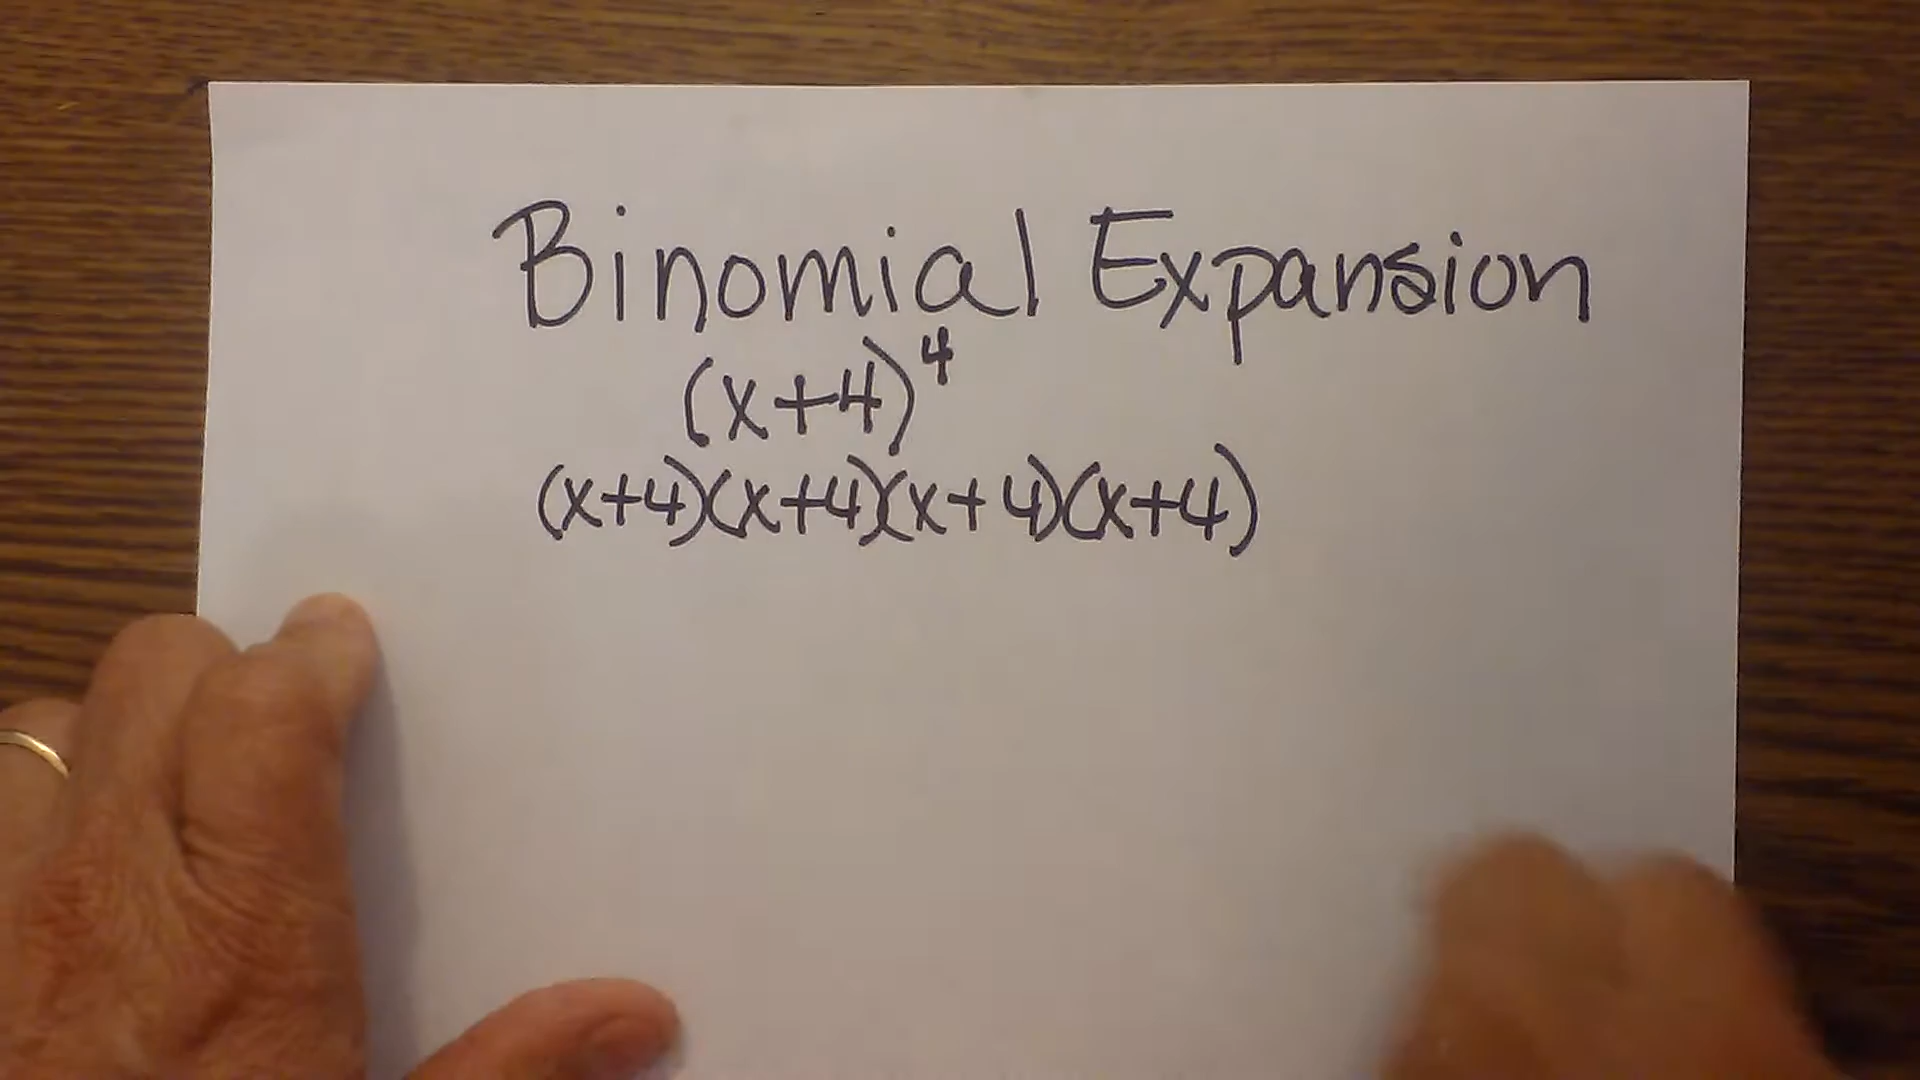 Binomial Expansion
(x+4)⁴
(x+4)(x+4)(x+4)(x+4)